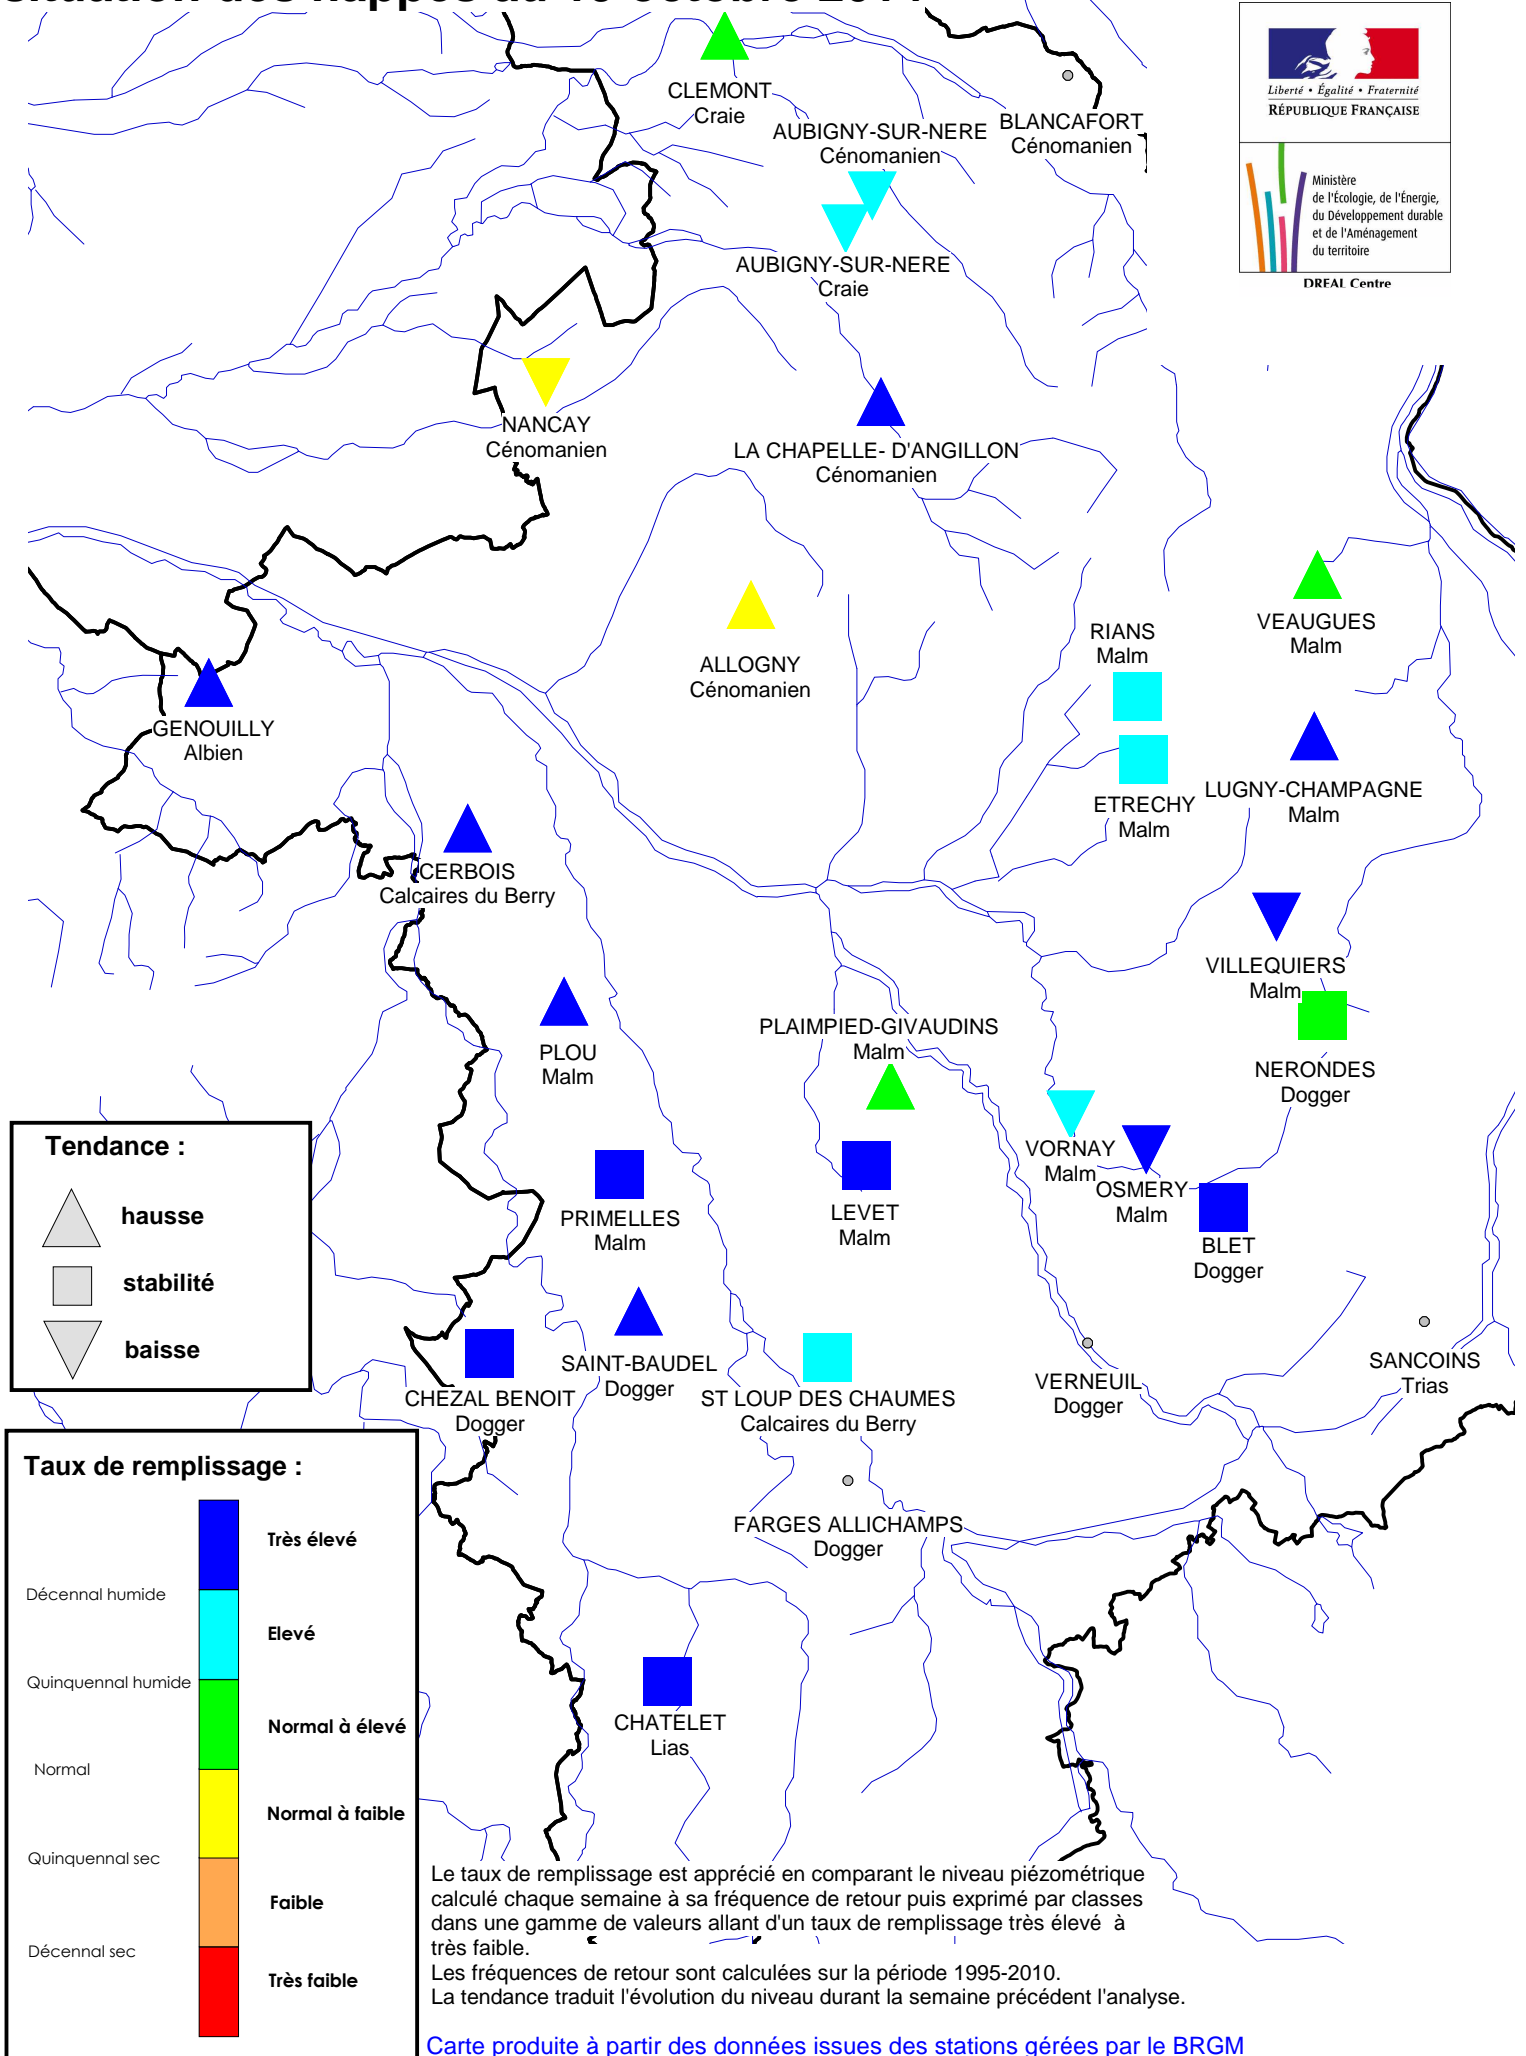 CLEMONT
Craie
AUBIGNY-SUR-NERE
Cénomanien
BLANCAFORT
Cénomanien
Liberté • Égalité • Fraternité
RÉPUBLIQUE FRANÇAISE
Ministère
de l'Écologie, de l'Énergie,
du Développement durable
et de l'Aménagement
du territoire
DREAL Centre
AUBIGNY-SUR-NERE
Craie
NANCAY
Cénomanien
LA CHAPELLE- D'ANGILLON
Cénomanien
VEAUGUES
Malm
RIANS
Malm
ALLOGNY
Cénomanien
GENOUILLY
Albien
LUGNY-CHAMPAGNE
Malm
ETRECHY
Malm
CERBOIS
Calcaires du Berry
VILLEQUIERS
Malm
PLAIMPIED-GIVAUDINS
Malm
PLOU
Malm
NERONDES
Dogger
VORNAY
Malm
OSMERY
Malm
PRIMELLES
Malm
LEVET
Malm
BLET
Dogger
Tendance :
hausse
stabilité
baisse
SAINT-BAUDEL
Dogger
CHEZAL BENOIT
Dogger
ST LOUP DES CHAUMES
Calcaires du Berry
VERNEUIL
Dogger
SANCOINS
Trias
FARGES ALLICHAMPS
Dogger
CHATELET
Lias
Taux de remplissage :
Très élevé
Décennal humide
Elevé
Quinquennal humide
Normal à élevé
Normal
Normal à faible
Quinquennal sec
Faible
Décennal sec
Très faible
Le taux de remplissage est apprécié en comparant le niveau piézométrique
calculé chaque semaine à sa fréquence de retour puis exprimé par classes
dans une gamme de valeurs allant d'un taux de remplissage très élevé à
très faible.
Les fréquences de retour sont calculées sur la période 1995-2010.
La tendance traduit l'évolution du niveau durant la semaine précédent l'analyse.
Carte produite à partir des données issues des stations gérées par le BRGM